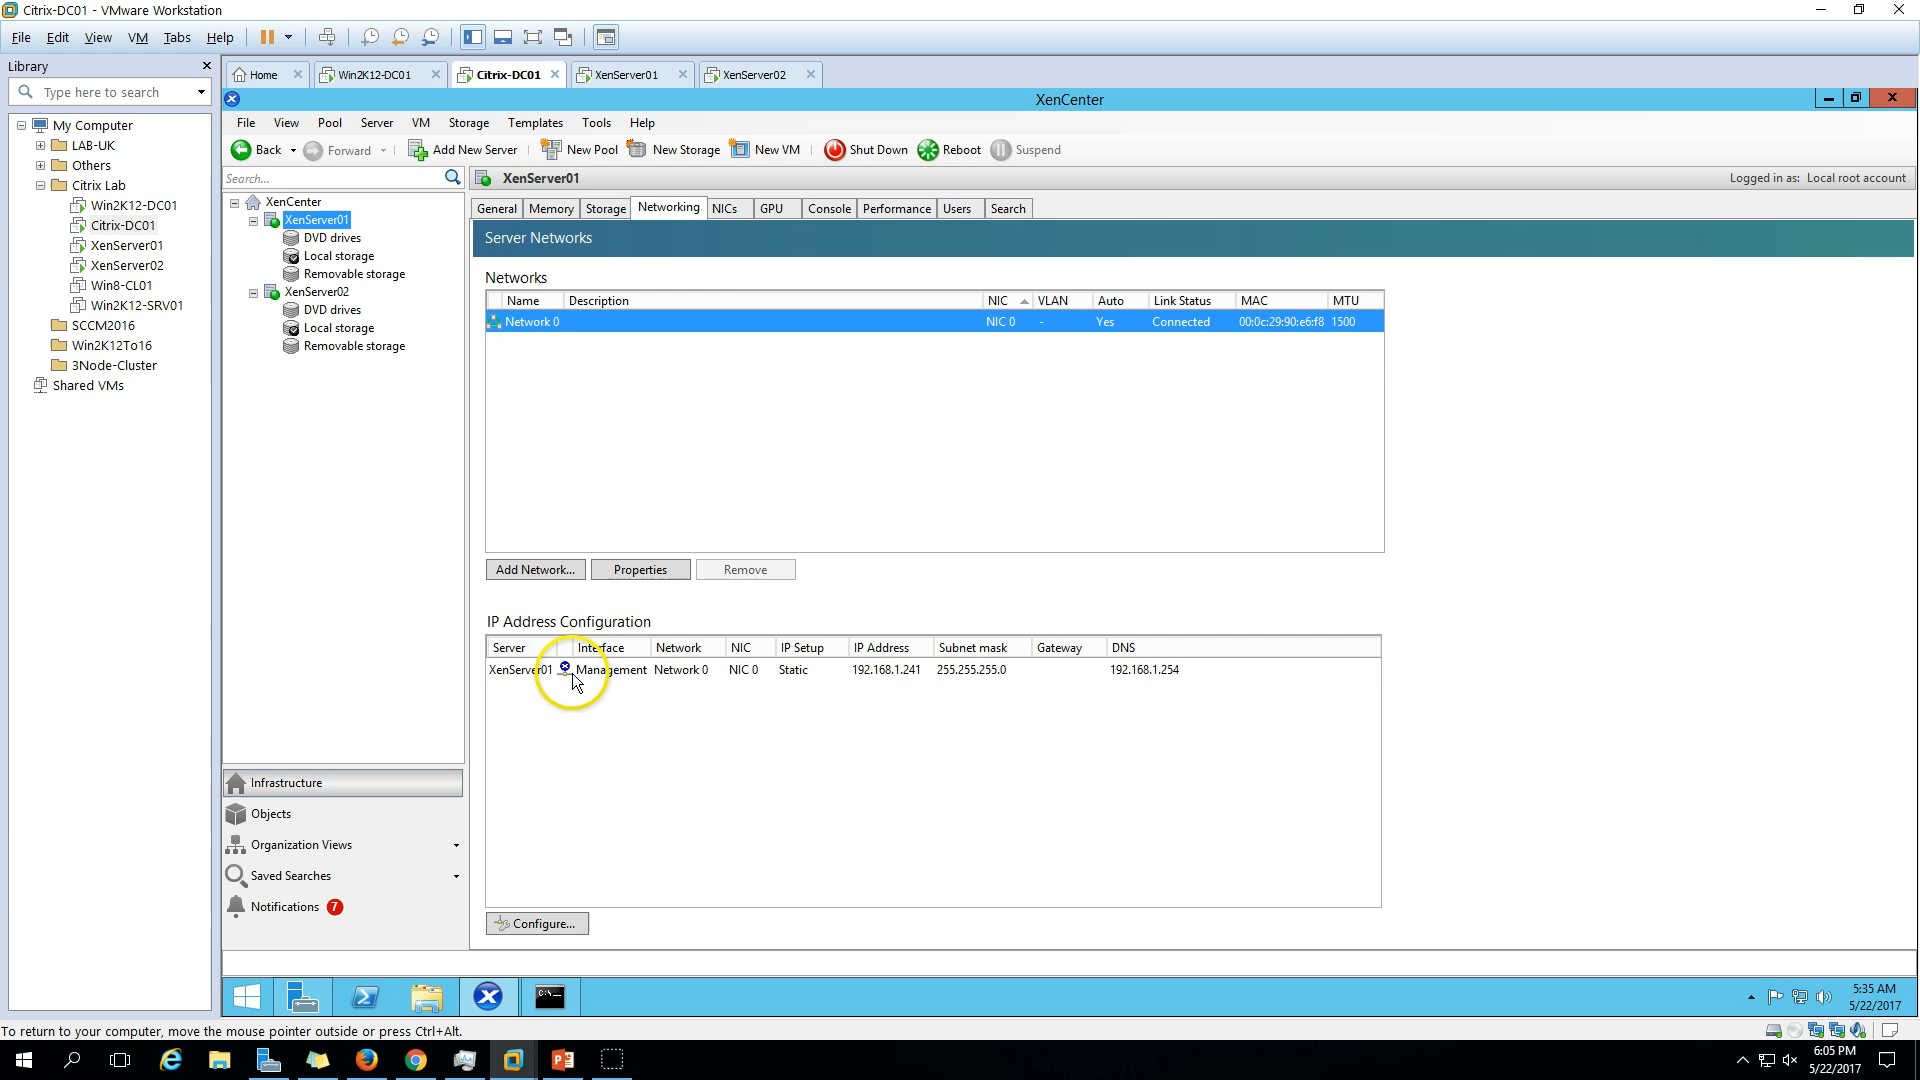 Citrix-DC01 - VMware Workstation
File Edit View VM Tabs Help
Library
Type here to search
My Computer
LAB-UK
Others
Citrix Lab
Win2K12-DC01
Citrix-DC01
XenServer01
XenServer02
Win8-CL01
Win2K12-SRV01
SCCM2016
Win2K12To16
3Node-Cluster
Shared VMs
Home Win2K12-DC01 Citrix-DC01 XenServer01 XenServer02
XenCenter
File View Pool Server VM Storage Templates Tools Help
Back Forward Add New Server New Pool New Storage New VM Shut Down Reboot Suspend
Search...
XenCenter
XenServer01
DVD drives
Local storage
Removable storage
XenServer02
DVD drives
Local storage
Removable storage
Infrastructure
Objects
Organization Views
Saved Searches
Notifications 7
XenServer01 Logged in as: Local root account
General Memory Storage Networking NICs GPU Console Performance Users Search
Server Networks
Networks
Name Description NIC VLAN Auto Link Status MAC MTU
Network 0 NIC 0 - Yes Connected 00:0c:29:90:e6:f8 1500
Add Network... Properties Remove
IP Address Configuration
Server Interface Network NIC IP Setup IP Address Subnet mask Gateway DNS
XenServer01 Management Network 0 NIC 0 Static 192.168.1.241 255.255.255.0 192.168.1.254
Configure...
5:35 AM
5/22/2017
To return to your computer, move the mouse pointer outside or press Ctrl+Alt.
6:05 PM
5/22/2017